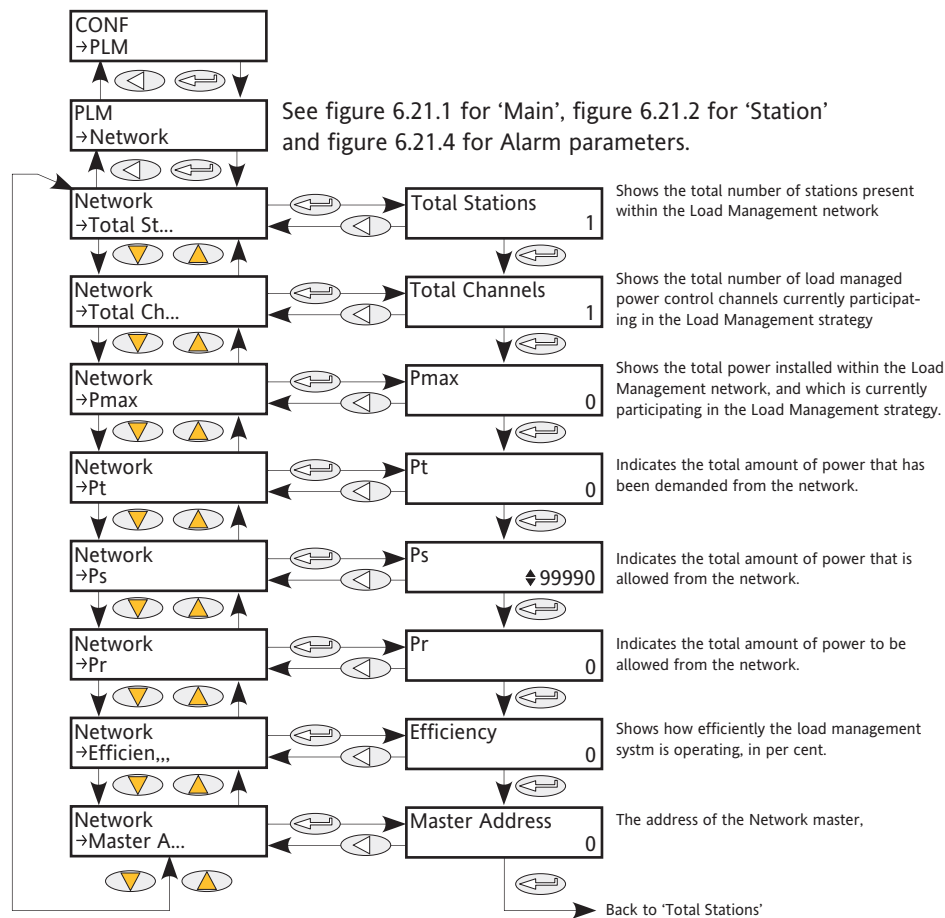 CONF
→PLM
PLM
→Network
See figure 6.21.1 for ‘Main’, figure 6.21.2 for ‘Station’
and figure 6.21.4 for Alarm parameters.
Network
→Total St...
Total Stations
1
Shows the total number of stations present
within the Load Management network
Network
→Total Ch...
Total Channels
1
Shows the total number of load managed
power control channels currently participat-
ing in the Load Management strategy
Network
→Pmax
Pmax
0
Shows the total power installed within the Load
Management network, and which is currently
participating in the Load Management strategy.
Network
→Pt
Pt
0
Indicates the total amount of power that has
been demanded from the network.
Network
→Ps
Ps
99990
Indicates the total amount of power that is
allowed from the network.
Network
→Pr
Pr
0
Indicates the total amount of power to be
allowed from the network.
Network
→Efficien,,,
Efficiency
0
Shows how efficiently the load management
systm is operating, in per cent.
Network
→Master A...
Master Address
0
The address of the Network master,
Back to ‘Total Stations’